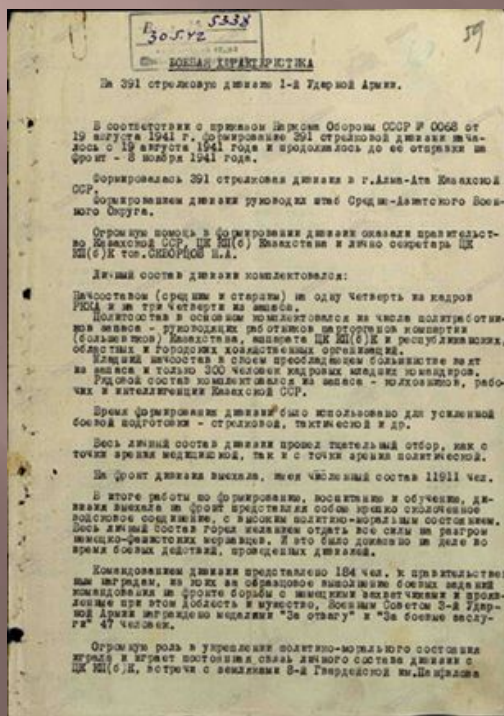 5338
30.5.42
59
БОЕВАЯ ХАРАКТЕРИСТИКА
На 391 стрелковую дивизию 1-й Ударной Армии.
В соответствии с приказом Наркома Обороны СССР № 0068 от
19 августа 1941 г. формирование 391 стрелковой дивизии нача-
лось с 19 августа 1941 года и продолжалось до ее отправки на
фронт - 8 ноября 1941 года.
Формировалась 391 стрелковая дивизия в г.Алма-Ата Казахской
ССР.
Формированием дивизии руководил штаб Средне-Азиатского Воен-
ного Округа.
Огромную помощь в формировании дивизии оказали правительст-
во Казахской ССР, ЦК КП(б) Казахстана и лично секретарь ЦК
КП(б)К тов.СКВОРЦОВ Н.А.
Личный состав дивизии комплектовался:
Начсоставом (средним и старшим) на одну четверть из кадров
РККА и на три четверти из запаса.
Политсостав в основном комплектовался из числа политработни-
ков запаса - руководящих работников парторганов компартии
(большевиков) Казахстана, аппарата ЦК КП(б)К и республиканских,
областных и городских хозяйственных организаций.
Младший начсостав в своем преобладающем большинстве взят
из запаса и только 300 человек кадровых младших командиров.
Рядовой состав комплектовался из запаса - колхозников, рабо-
чих и интеллигенции Казахской ССР.
Время формирования дивизии было использовано для усиленной
боевой подготовки - стрелковой, тактической и др.
Весь личный состав дивизии прошел тщательный отбор, как с
точки зрения медицинской, так и с точки зрения политической.
На фронт дивизия выехала, имея численный состав 11911 чел.
В итоге работы по формированию, воспитанию и обучению, ди-
визия выехала на фронт представляя собою крепко сколоченное
войсковое соединение, с высоким политико-моральным состоянием.
Весь личный состав горел желанием отдать все силы на разгром
немецко-фашистских мерзавцев. И это было доказано на деле во
время боевых действий, проведенных дивизией.
Командованием дивизии представлено 184 чел. к правительствен
ным наградам, из коих за образцовое выполнение боевых заданий
командования на фронте борьбы с немецкими захватчиками и прояв-
ленные при этом доблесть и мужество, Военным Советом 3-й Удар-
ной Армии награждено медалями "За отвагу" и "За боевые заслу-
ги" 47 человек.
Огромную роль в укреплении политико-морального состояния
играла и играет постоянная связь личного состава дивизии с
ЦК КП(б)К, встречи с земляками 8-й Гвардейской им.Панфилова